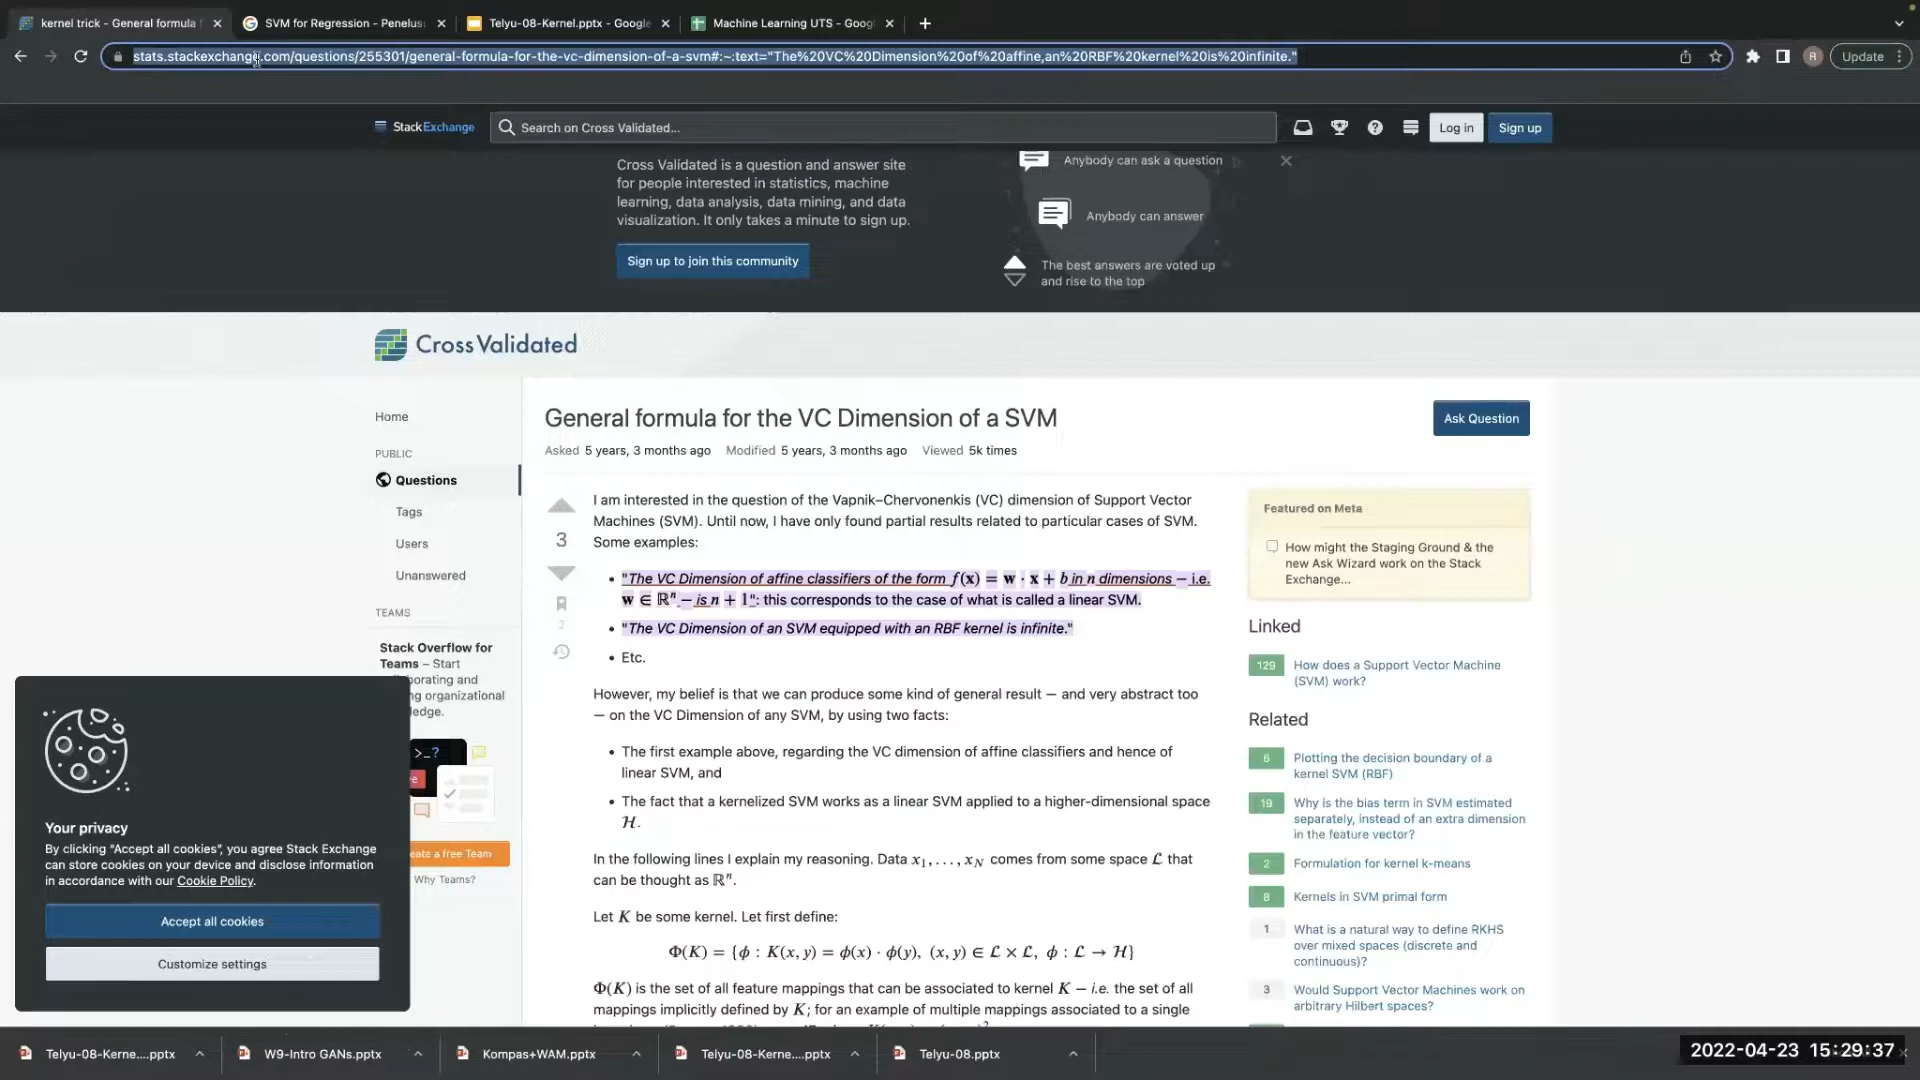 kernel trick - General formula
SVM for Regression - Penelus
Telyu-08-Kernel.pptx - Google
Machine Learning UTS - Goog
stats.stackexchange.com/questions/255301/general-formula-for-the-vc-dimension-of-a-svm#:~:text="The%20VC%20Dimension%20of%20affine,an%20RBF%20kernel%20is%20infinite."
R
Update
StackExchange
Search on Cross Validated...
Log in
Sign up
Cross Validated is a question and answer site
for people interested in statistics, machine
learning, data analysis, data mining, and data
visualization. It only takes a minute to sign up.
Sign up to join this community
Anybody can ask a question
Anybody can answer
The best answers are voted up
and rise to the top
CrossValidated
Home
PUBLIC
Questions
Tags
Users
Unanswered
TEAMS
Stack Overflow for
Teams – Start
borating and
ng organizational
ledge.
>_?
e
eate a free Team
Why Teams?
General formula for the VC Dimension of a SVM
Ask Question
Asked 5 years, 3 months ago Modified 5 years, 3 months ago Viewed 5k times
3
2
I am interested in the question of the Vapnik–Chervonenkis (VC) dimension of Support Vector
Machines (SVM). Until now, I have only found partial results related to particular cases of SVM.
Some examples:
• "The VC Dimension of affine classifiers of the form f(x) = w · x + b in n dimensions – i.e.
w ∈ ℝⁿ – is n + 1": this corresponds to the case of what is called a linear SVM.
• "The VC Dimension of an SVM equipped with an RBF kernel is infinite."
• Etc.
However, my belief is that we can produce some kind of general result — and very abstract too
— on the VC Dimension of any SVM, by using two facts:
• The first example above, regarding the VC dimension of affine classifiers and hence of
linear SVM, and
• The fact that a kernelized SVM works as a linear SVM applied to a higher-dimensional space
ℋ.
In the following lines I explain my reasoning. Data x₁, . . . , x_N comes from some space ℒ that
can be thought as ℝⁿ.
Let K be some kernel. Let first define:
Φ(K) = {ϕ : K(x, y) = ϕ(x) · ϕ(y), (x, y) ∈ ℒ × ℒ, ϕ : ℒ → ℋ}
Φ(K) is the set of all feature mappings that can be associated to kernel K – i.e. the set of all
mappings implicitly defined by K; for an example of multiple mappings associated to a single
Featured on Meta
How might the Staging Ground & the
new Ask Wizard work on the Stack
Exchange...
Linked
129 How does a Support Vector Machine
(SVM) work?
Related
6 Plotting the decision boundary of a
kernel SVM (RBF)
19 Why is the bias term in SVM estimated
separately, instead of an extra dimension
in the feature vector?
2 Formulation for kernel k-means
8 Kernels in SVM primal form
1 What is a natural way to define RKHS
over mixed spaces (discrete and
continuous)?
3 Would Support Vector Machines work on
arbitrary Hilbert spaces?
Your privacy
By clicking "Accept all cookies", you agree Stack Exchange
can store cookies on your device and disclose information
in accordance with our Cookie Policy.
Accept all cookies
Customize settings
Telyu-08-Kerne....pptx
W9-Intro GANs.pptx
Kompas+WAM.pptx
Telyu-08-Kerne....pptx
Telyu-08.pptx
2022-04-23 15:29:37